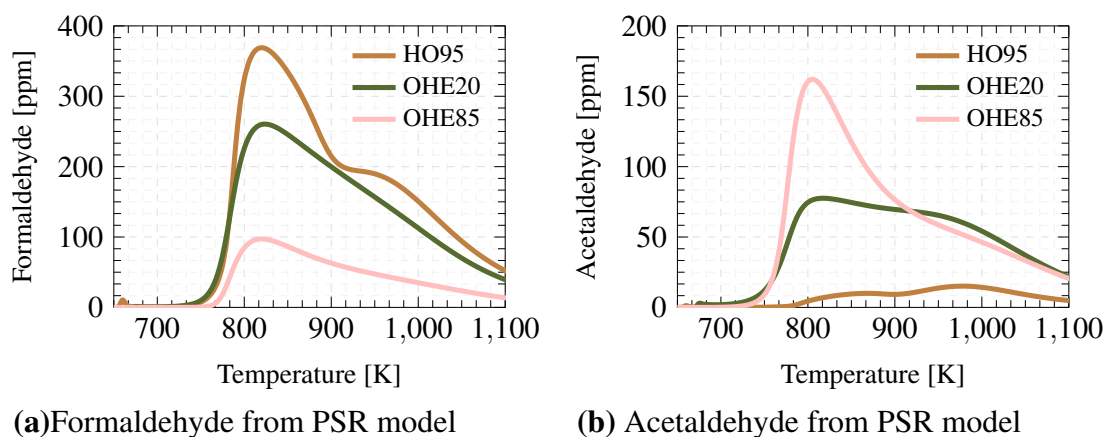 400
300
200
100
0
Formaldehyde [ppm]
HO95
OHE20
OHE85
700 800 900 1,000 1,100
Temperature [K]
(a)Formaldehyde from PSR model
200
150
100
50
0
Acetaldehyde [ppm]
HO95
OHE20
OHE85
700 800 900 1,000 1,100
Temperature [K]
(b) Acetaldehyde from PSR model